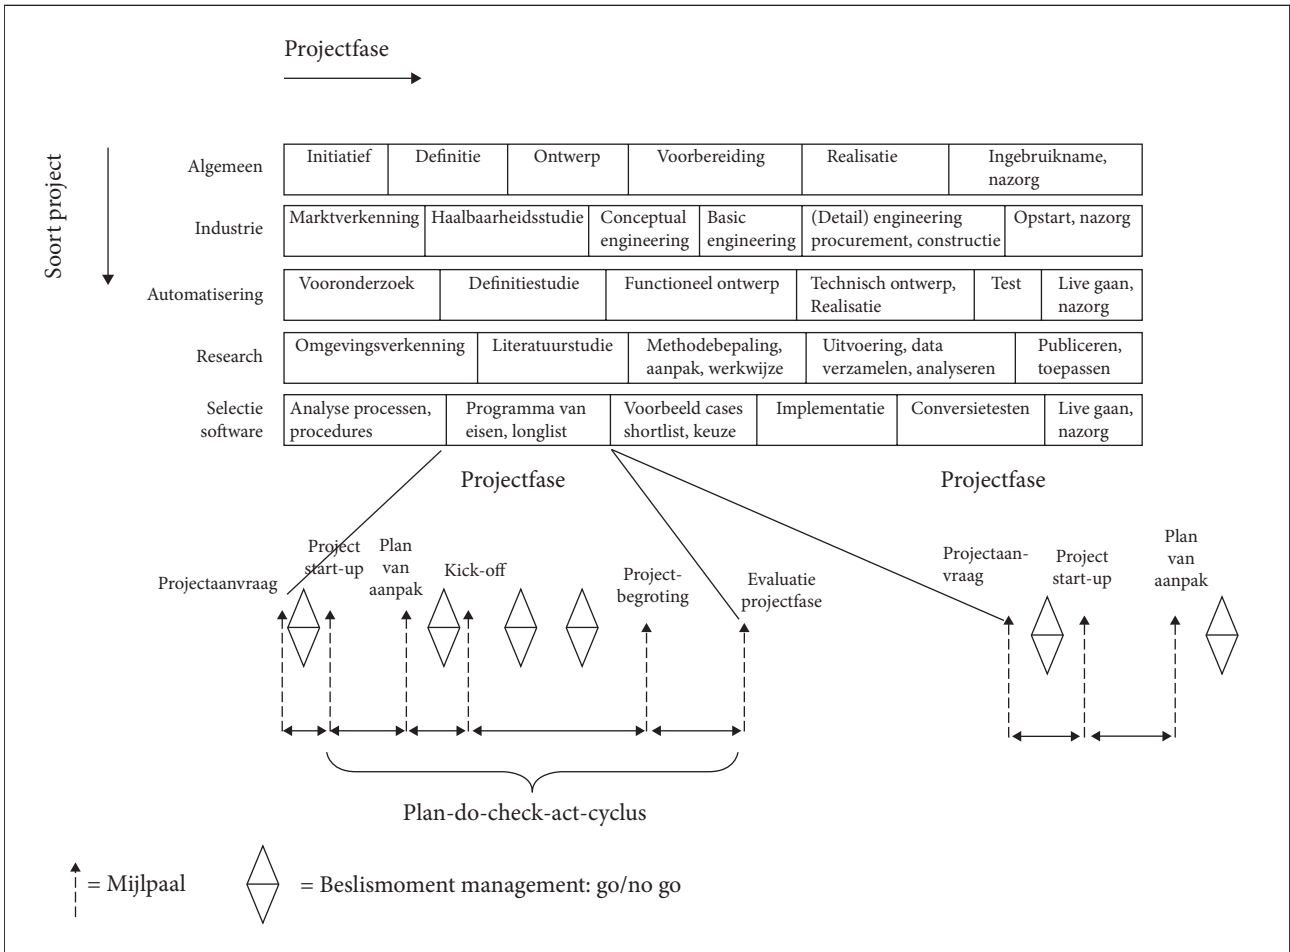 Projectfase
Soort project
Algemeen
Initiatief
Definitie
Ontwerp
Voorbereiding
Realisatie
Ingebruikname,
nazorg
Industrie
Marktverkenning
Haalbaarheidsstudie
Conceptual
engineering
Basic
engineering
(Detail) engineering
procurement, constructie
Opstart, nazorg
Automatisering
Vooronderzoek
Definitiestudie
Functioneel ontwerp
Technisch ontwerp,
Realisatie
Test
Live gaan,
nazorg
Research
Omgevingsverkenning
Literatuurstudie
Methodebepaling,
aanpak, werkwijze
Uitvoering, data
verzamelen, analyseren
Publiceren,
toepassen
Selectie
software
Analyse processen,
procedures
Programma van
eisen, longlist
Voorbeeld cases
shortlist, keuze
Implementatie
Conversietesten
Live gaan,
nazorg
Projectfase
Projectfase
Projectaanvraag
Project
start-up
Plan
van
aanpak
Kick-off
Project-
begroting
Evaluatie
projectfase
Projectaan-
vraag
Project
start-up
Plan
van
aanpak
Plan-do-check-act-cyclus
= Mijlpaal
= Beslismoment management: go/no go